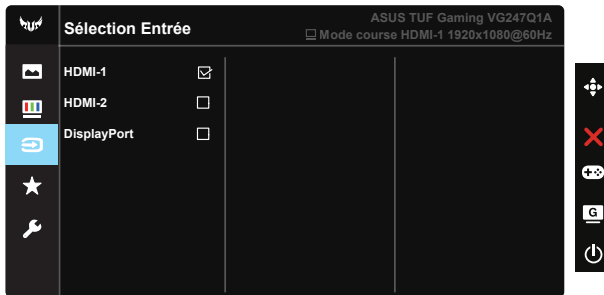 Sélection Entrée
ASUS TUF Gaming VG247Q1A
Mode course HDMI-1 1920x1080@60Hz
HDMI-1
HDMI-2
DisplayPort
G